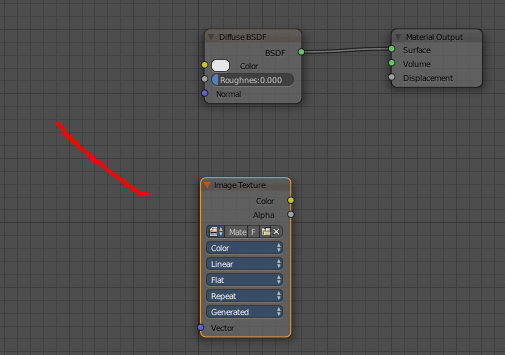 Diffuse BSDF
BSDF
Color
Roughnes:0.000
Normal
Material Output
Surface
Volume
Displacement
Image Texture
Color
Alpha
Mate F
Color
Linear
Flat
Repeat
Generated
Vector